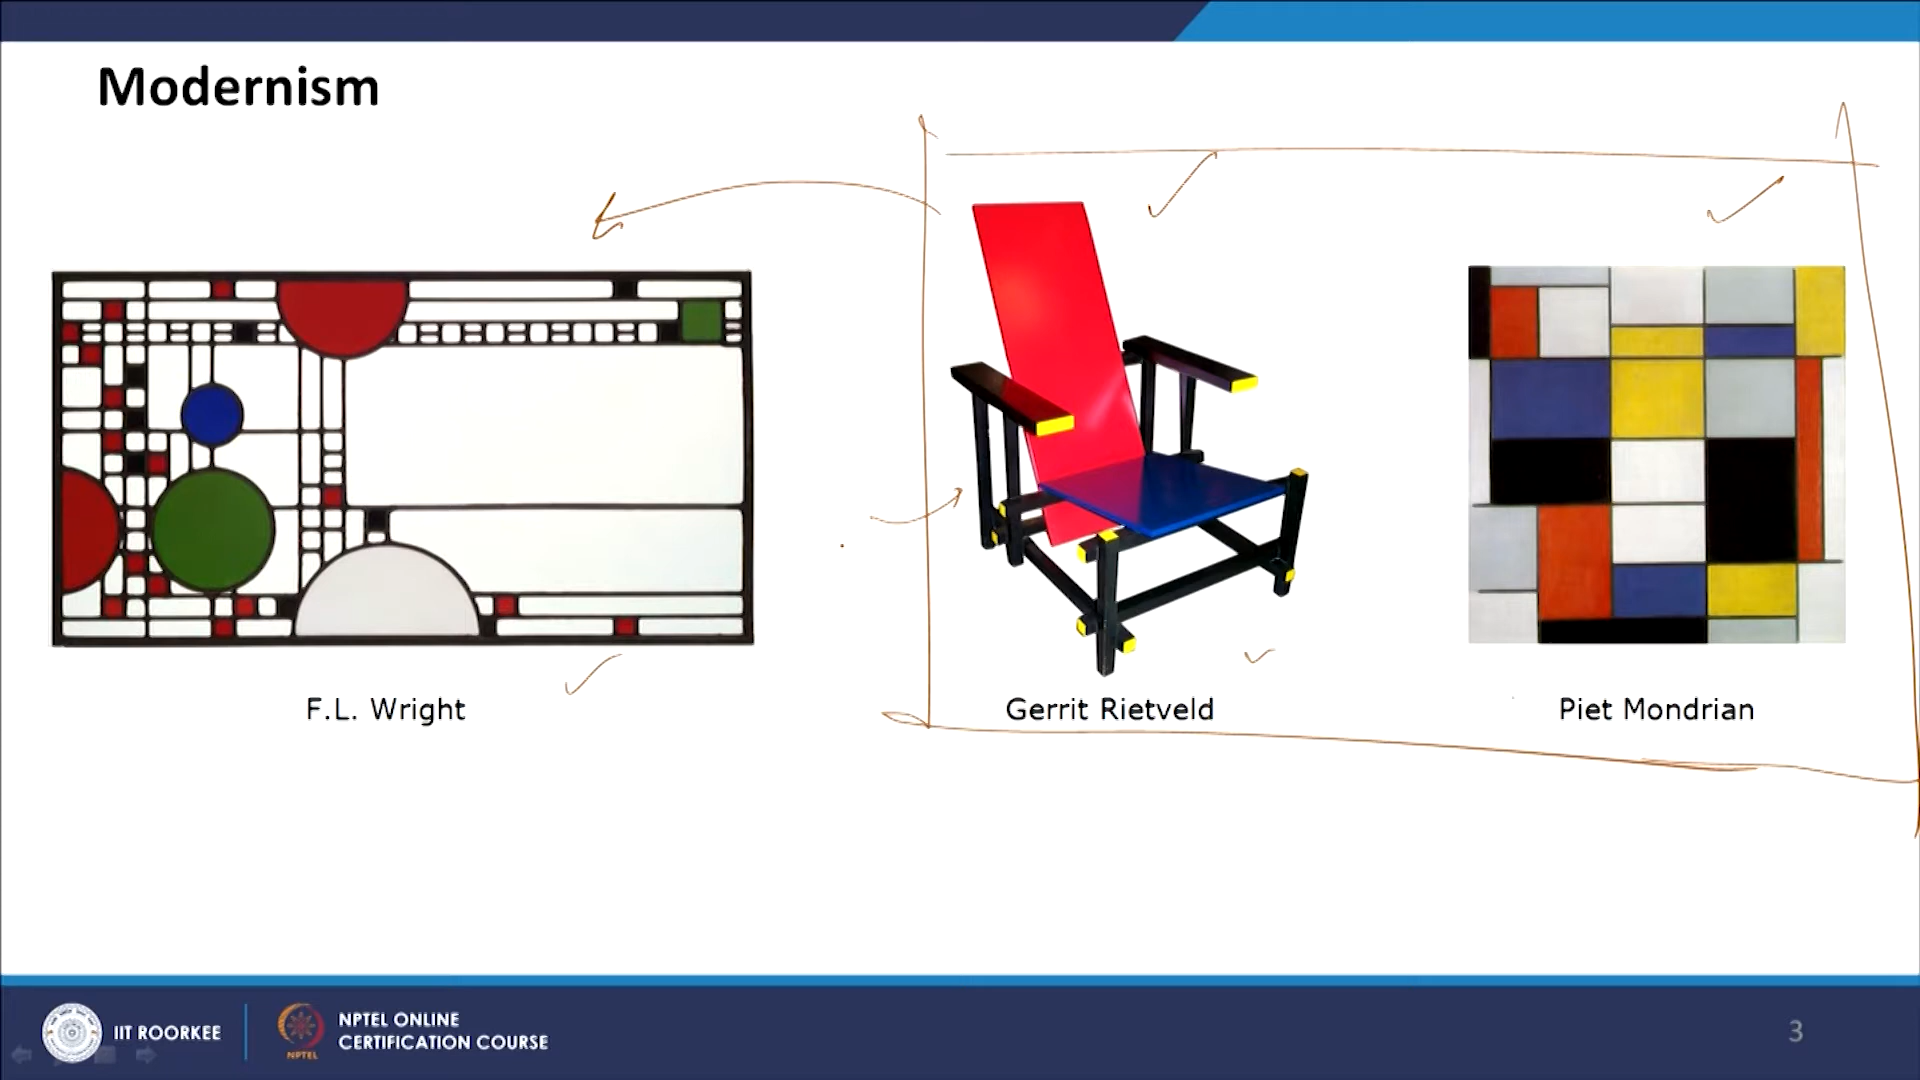 Modernism
F.L. Wright
Gerrit Rietveld
Piet Mondrian
IIT ROORKEE
NPTEL
NPTEL ONLINE
CERTIFICATION COURSE
3